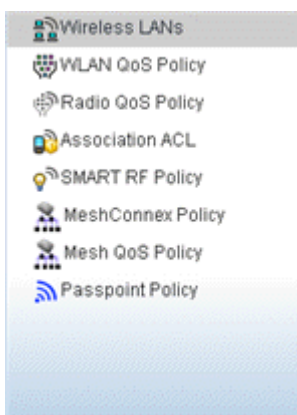 Wireless LANs
WLAN QoS Policy
Radio QoS Policy
Association ACL
SMART RF Policy
MeshConnex Policy
Mesh QoS Policy
Passpoint Policy